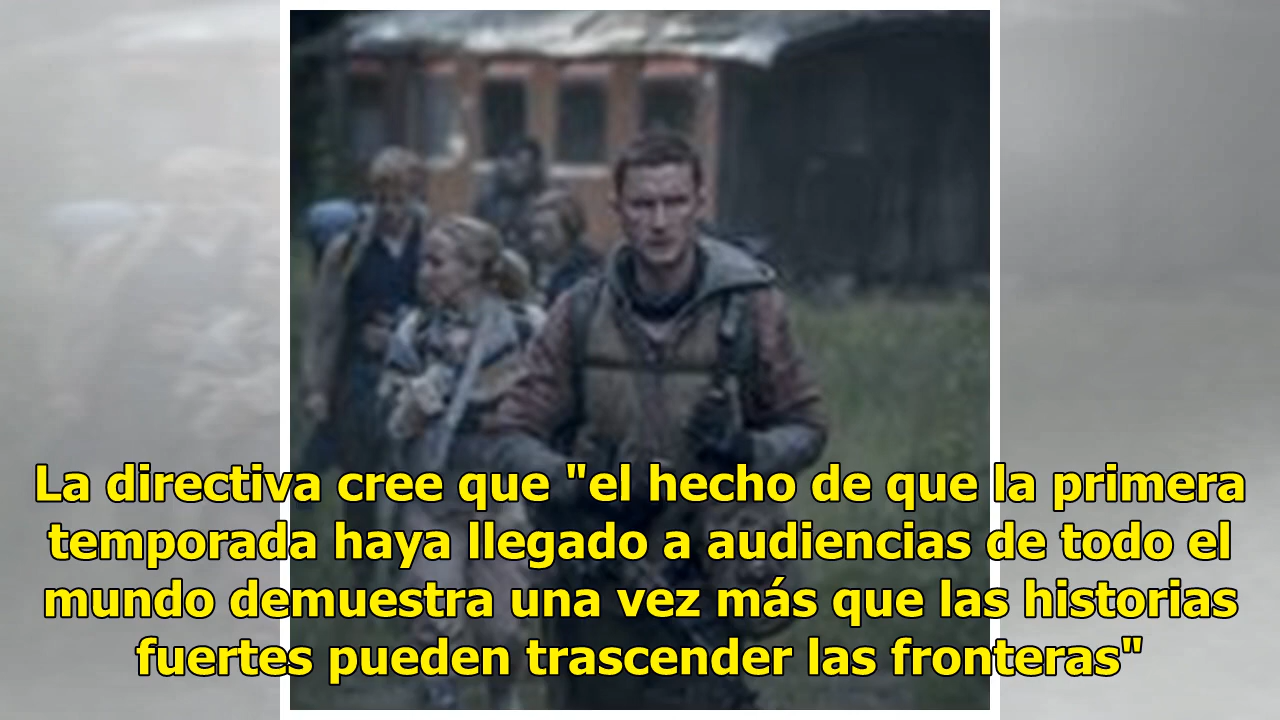 La directiva cree que "el hecho de que la primera
temporada haya llegado a audiencias de todo el
mundo demuestra una vez más que las historias
fuertes pueden trascender las fronteras"